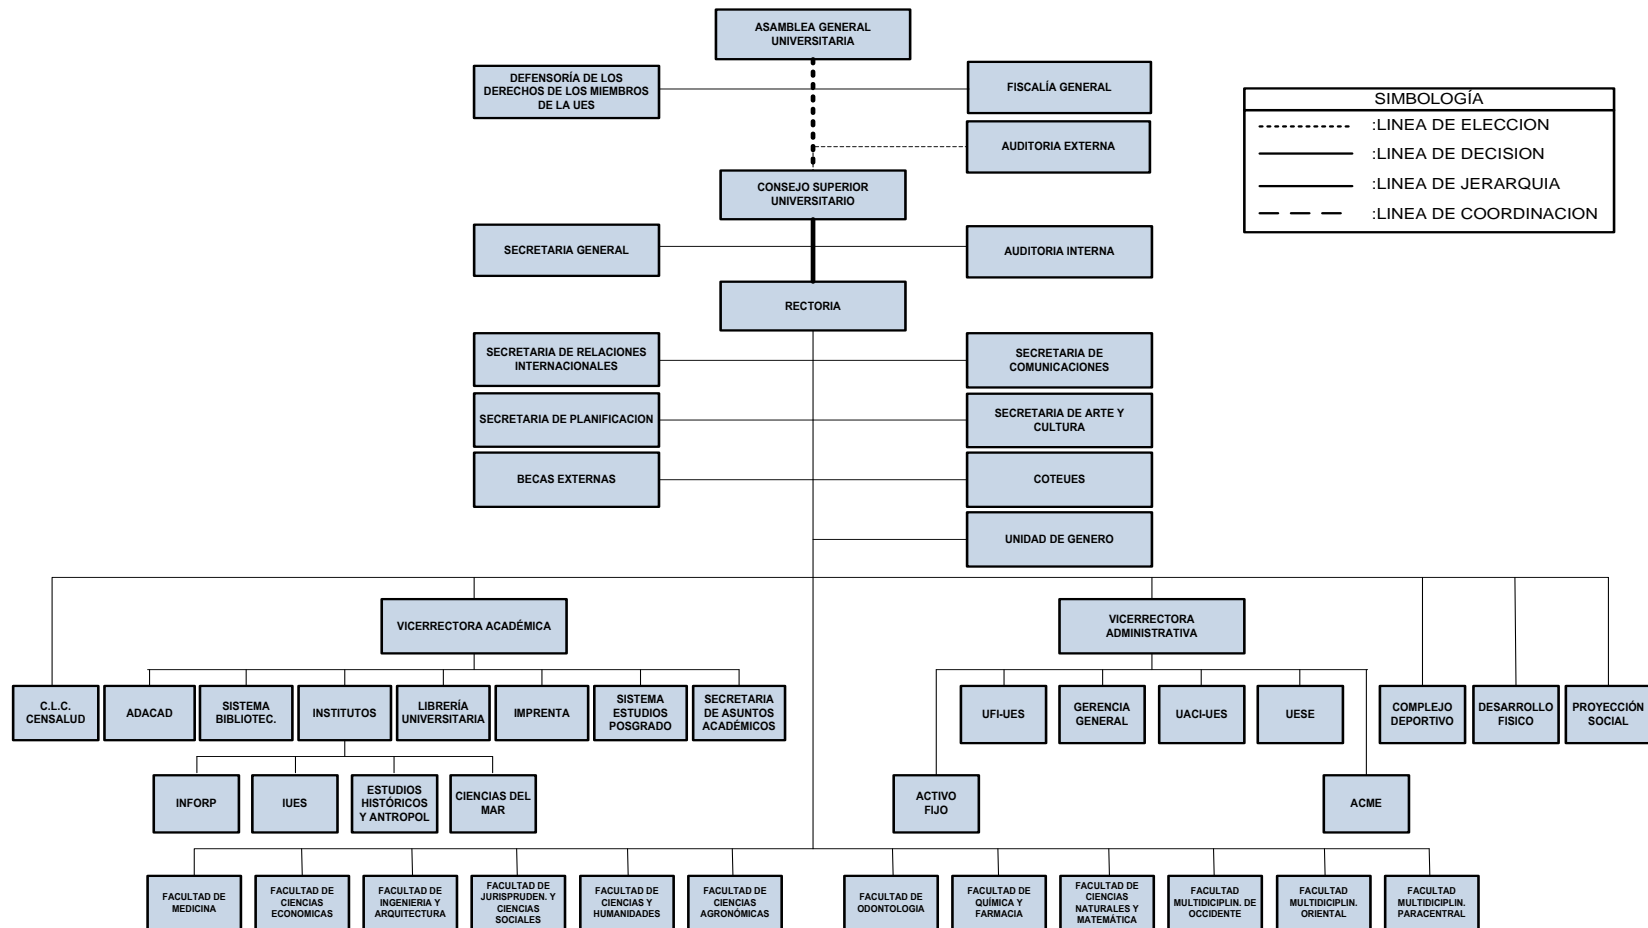 ASAMBLEA GENERAL
UNIVERSITARIA
DEFENSORÍA DE LOS
DERECHOS DE LOS MIEMBROS
DE LA UES
FISCALÍA GENERAL
AUDITORIA EXTERNA
SIMBOLOGÍA
:LINEA DE ELECCION
:LINEA DE DECISION
:LINEA DE JERARQUIA
:LINEA DE COORDINACION
CONSEJO SUPERIOR
UNIVERSITARIO
SECRETARIA GENERAL
AUDITORIA INTERNA
RECTORIA
SECRETARIA DE RELACIONES
INTERNACIONALES
SECRETARIA DE
COMUNICACIONES
SECRETARIA DE PLANIFICACION
SECRETARIA DE ARTE Y
CULTURA
BECAS EXTERNAS
COTEUES
UNIDAD DE GENERO
VICERRECTORA ACADÉMICA
VICERRECTORA
ADMINISTRATIVA
C.L.C.
CENSALUD
ADACAD
SISTEMA
BIBLIOTEC.
INSTITUTOS
LIBRERÍA
UNIVERSITARIA
IMPRENTA
SISTEMA
ESTUDIOS
POSGRADO
SECRETARIA
DE ASUNTOS
ACADÉMICOS
UFI-UES
GERENCIA
GENERAL
UACI-UES
UESE
COMPLEJO
DEPORTIVO
DESARROLLO
FISICO
PROYECCIÓN
SOCIAL
INFORP
IUES
ESTUDIOS
HISTÓRICOS
Y ANTROPOL
CIENCIAS DEL
MAR
ACTIVO
FIJO
ACME
FACULTAD DE
MEDICINA
FACULTAD DE
CIENCIAS
ECONOMICAS
FACULTAD DE
INGENIERIA Y
ARQUITECTURA
FACULTAD DE
JURISPRUDEN. Y
CIENCIAS
SOCIALES
FACULTAD DE
CIENCIAS Y
HUMANIDADES
FACULTAD DE
CIENCIAS
AGRONÓMICAS
FACULTAD DE
ODONTOLOGIA
FACULTAD DE
QUÍMICA Y
FARMACIA
FACULTAD DE
CIENCIAS
NATURALES Y
MATEMÁTICA
FACULTAD
MULTIDICIPLIN. DE
OCCIDENTE
FACULTAD
MULTIDICIPLIN.
ORIENTAL
FACULTAD
MULTIDICIPLIN.
PARACENTRAL